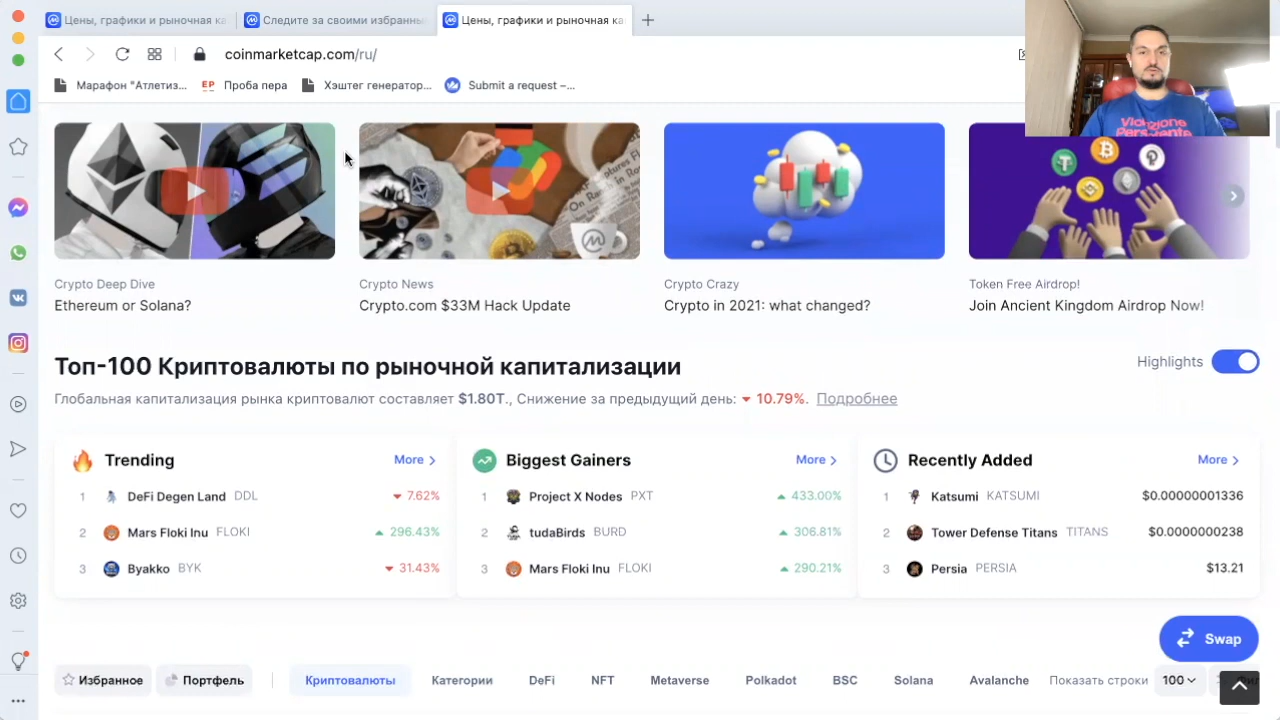 Цены, графики и рыночная ка
Следите за своими избранны
Цены, графики и рыночная ка
coinmarketcap.com/ru/
Марафон "Атлетиз...
EP Проба пера
Хэштег генератор...
Submit a request –...
Crypto Deep Dive
Ethereum or Solana?
Crypto News
Crypto.com $33M Hack Update
Crypto Crazy
Crypto in 2021: what changed?
Token Free Airdrop!
Join Ancient Kingdom Airdrop Now!
Топ-100 Криптовалюты по рыночной капитализации
Highlights
Глобальная капитализация рынка криптовалют составляет $1.80T., Снижение за предыдущий день: 10.79%. Подробнее
Trending More
1 DeFi Degen Land DDL 7.62%
2 Mars Floki Inu FLOKI 296.43%
3 Byakko BYK 31.43%
Biggest Gainers More
1 Project X Nodes PXT 433.00%
2 tudaBirds BURD 306.81%
3 Mars Floki Inu FLOKI 290.21%
Recently Added More
1 Katsumi KATSUMI $0.00000001336
2 Tower Defense Titans TITANS $0.0000000238
3 Persia PERSIA $13.21
Swap
Избранное Портфель Криптовалюты Категории DeFi NFT Metaverse Polkadot BSC Solana Avalanche Показать строки 100